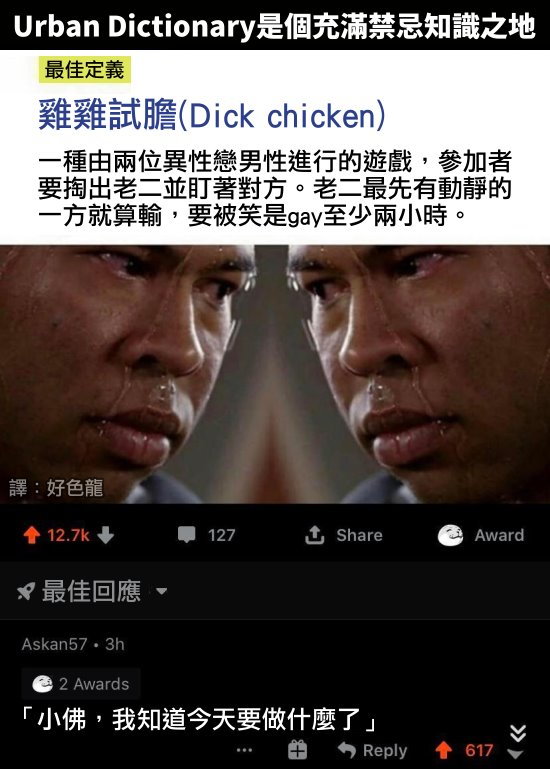 Urban Dictionary是個充滿禁忌知識之地
最佳定義
雞雞試膽(Dick chicken)
一種由兩位異性戀男性進行的遊戲，參加者
要掏出老二並盯著對方。老二最先有動靜的
一方就算輸，要被笑是gay至少兩小時。
譯：好色龍
12.7k 127 Share Award
最佳回應
Askan57 • 3h
2 Awards
「小佛，我知道今天要做什麼了」
Reply 617